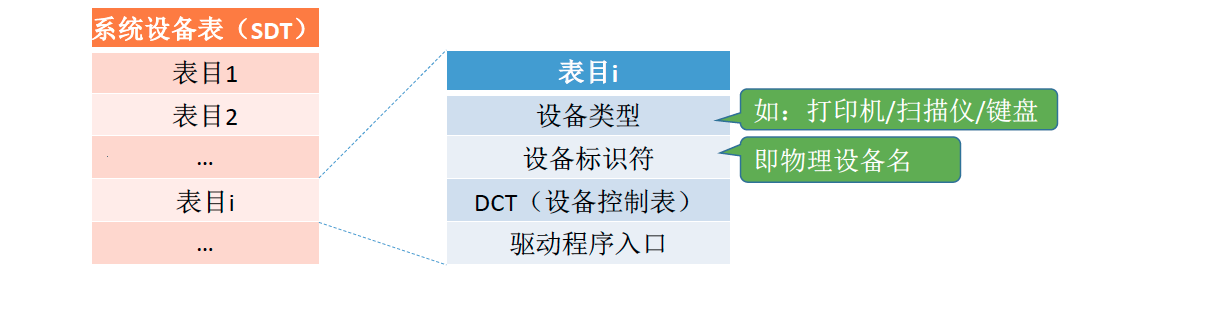 系统设备表（SDT）
表目1
表目2
…
表目i
…
表目i
设备类型
设备标识符
DCT（设备控制表）
驱动程序入口
如：打印机/扫描仪/键盘
即物理设备名